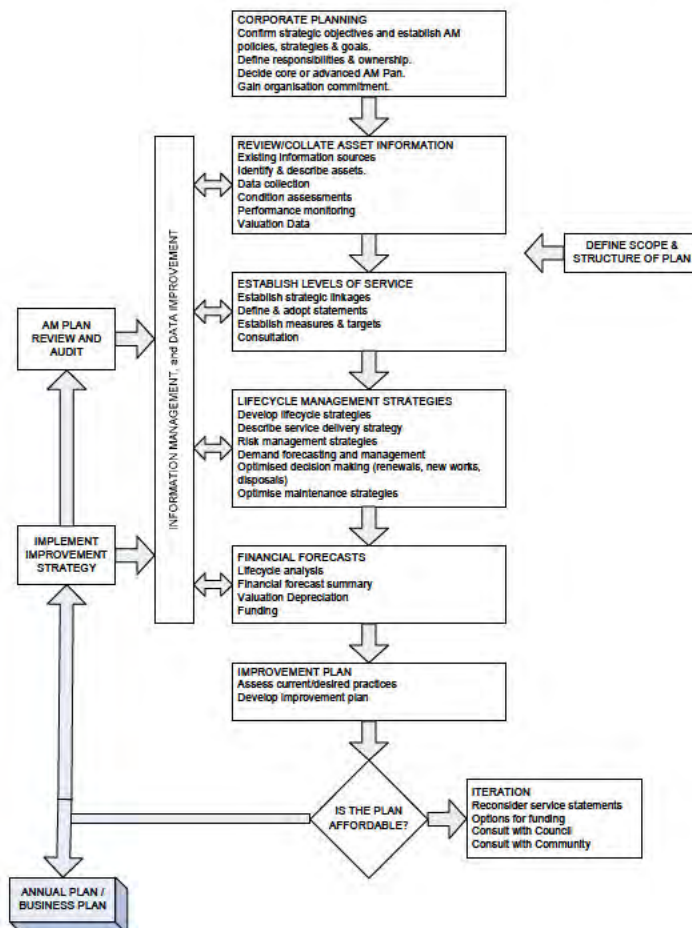 CORPORATE PLANNING
Confirm strategic objectives and establish AM
policies, strategies & goals.
Define responsibilities & ownership.
Decide core or advanced AM Pan.
Gain organisation commitment.
REVIEW/COLLATE ASSET INFORMATION
Existing information sources
Identify & describe assets.
Data collection
Condition assessments
Performance monitoring
Valuation Data
DEFINE SCOPE &
STRUCTURE OF PLAN
INFORMATION MANAGEMENT, and DATA IMPROVEMENT
ESTABLISH LEVELS OF SERVICE
Establish strategic linkages
Define & adopt statements
Establish measures & targets
Consultation
AM PLAN
REVIEW AND
AUDIT
LIFECYCLE MANAGEMENT STRATEGIES
Develop lifecycle strategies
Describe service delivery strategy
Risk management strategies
Demand forecasting and management
Optimised decision making (renewals, new works,
disposals)
Optimise maintenance strategies
IMPLEMENT
IMPROVEMENT
STRATEGY
FINANCIAL FORECASTS
Lifecycle analysis
Financial forecast summary
Valuation Depreciation
Funding
IMPROVEMENT PLAN
Assess current/desired practices
Develop improvement plan
IS THE PLAN
AFFORDABLE?
ITERATION
Reconsider service statements
Options for funding
Consult with Council
Consult with Community
ANNUAL PLAN /
BUSINESS PLAN